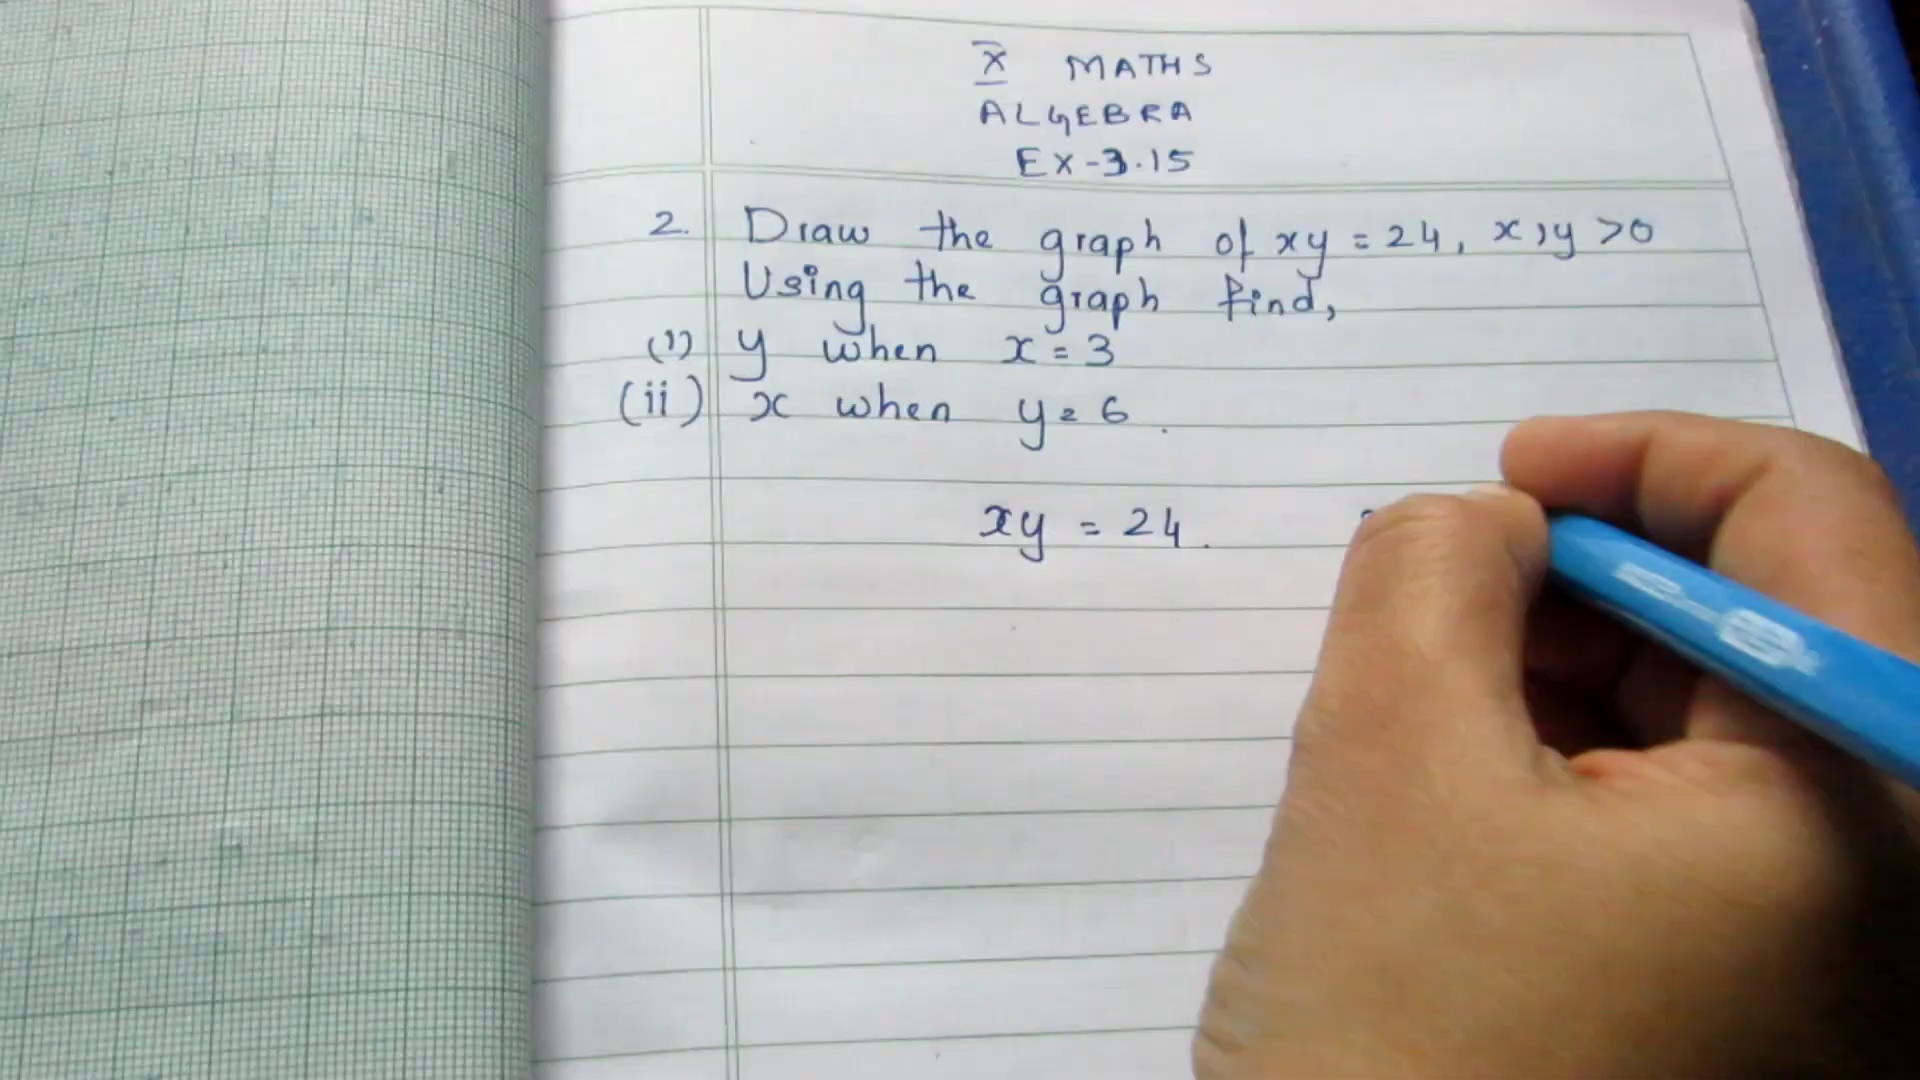 X MATHS
ALGEBRA
EX-3.15
2. Draw the graph of xy = 24, x,y >0
Using the graph find,
(i) y when x = 3
(ii) x when y = 6.
xy = 24.